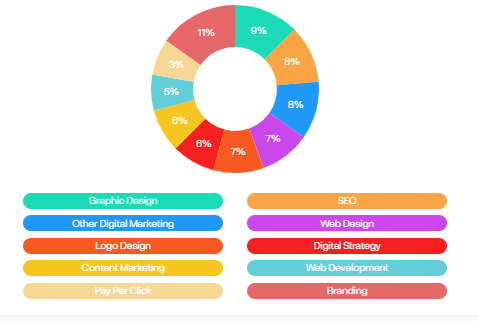 11%
9%
8%
3%
5%
8%
6%
7%
6%
7%
Graphic Design
SEO
Other Digital Marketing
Web Design
Logo Design
Digital Strategy
Content Marketing
Web Development
Pay Per Click
Branding